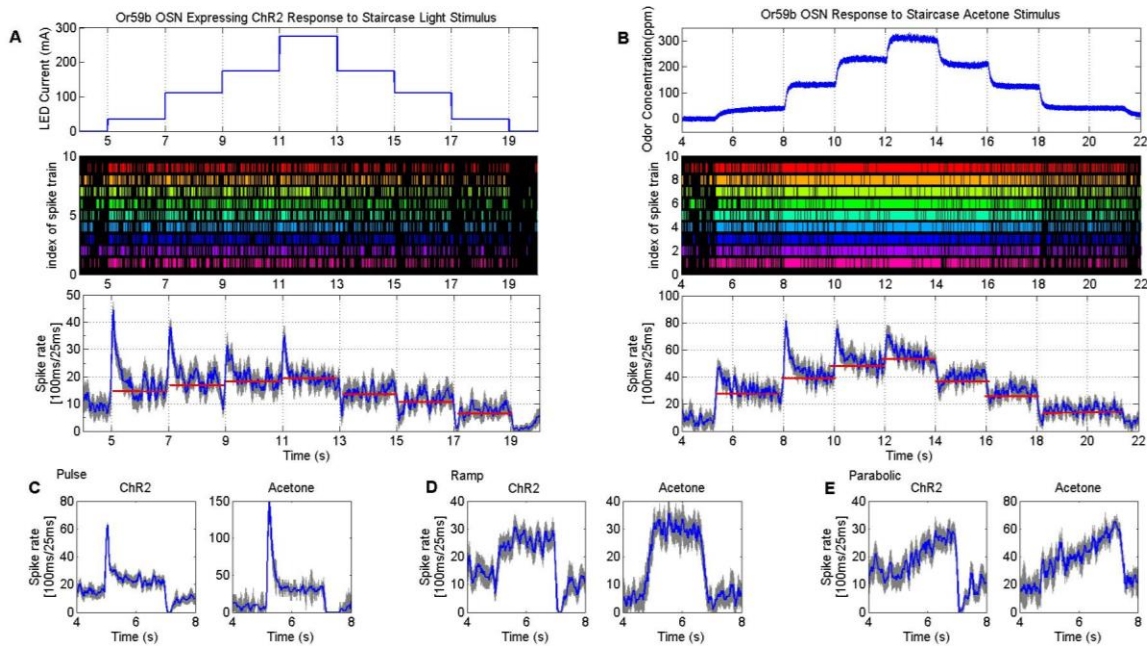 A
Or59b OSN Expressing ChR2 Response to Staircase Light Stimulus
LED Current (mA)
300
200
100
0
5 7 9 11 13 15 17 19
index of spike train
10
5
0
5 7 9 11 13 15 17 19
Spike rate
[100ms/25ms]
50
40
30
20
10
0
5 7 9 11 13 15 17 19
Time (s)
B
Or59b OSN Response to Staircase Acetone Stimulus
Odor Concentration(ppm)
300
200
100
0
4 6 8 10 12 14 16 18 20 22
index of spike train
10
8
6
4
2
0
4 6 8 10 12 14 16 18 20 22
Spike rate
[100ms/25ms]
100
80
60
40
20
0
4 6 8 10 12 14 16 18 20 22
Time (s)
C
Pulse
ChR2
Spike rate
[100ms/25ms]
80
60
40
20
0
4 6 8
Time (s)
Acetone
150
100
50
0
4 6 8
Time (s)
D
Ramp
ChR2
Spike rate
[100ms/25ms]
40
30
20
10
0
4 6 8
Time (s)
Acetone
40
30
20
10
0
4 6 8
Time (s)
E
Parabolic
ChR2
Spike rate
[100ms/25ms]
40
30
20
10
0
4 6 8
Time (s)
Acetone
80
60
40
20
0
4 6 8
Time (s)